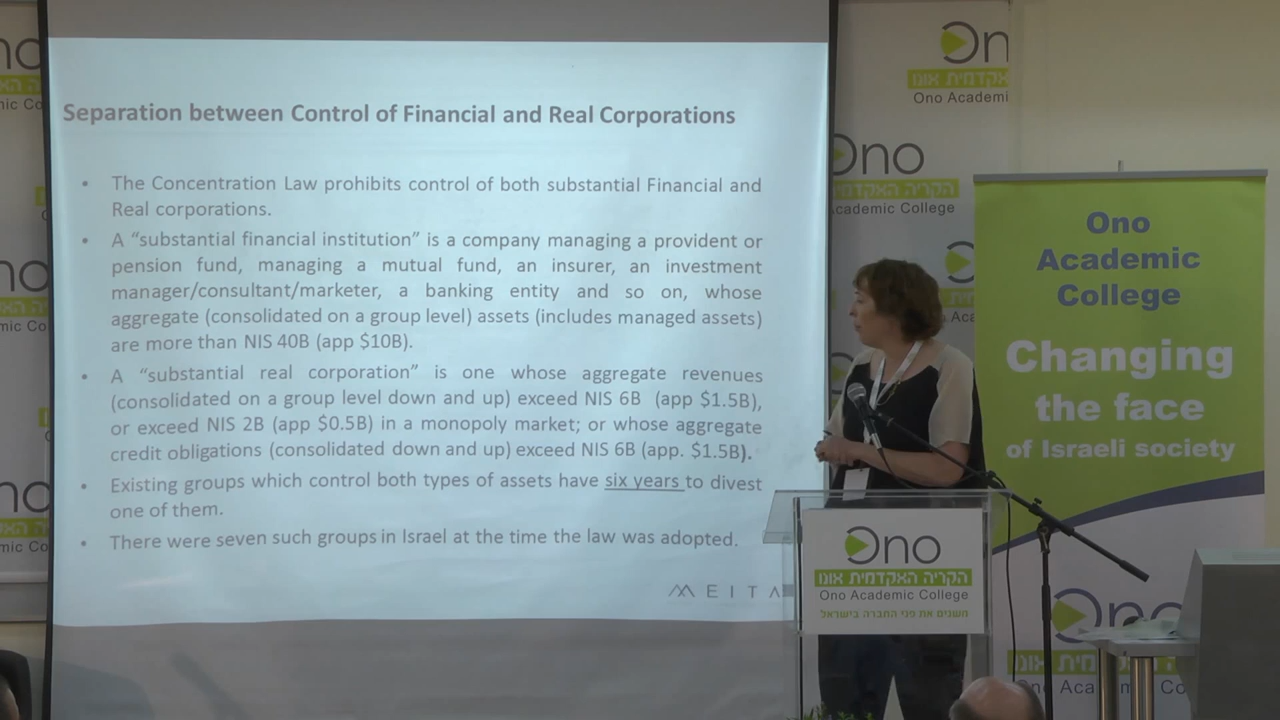 Separation between Control of Financial and Real Corporations
• The Concentration Law prohibits control of both substantial Financial and
Real corporations.
• A “substantial financial institution” is a company managing a provident or
pension fund, managing a mutual fund, an insurer, an investment
manager/consultant/marketer, a banking entity and so on, whose
aggregate (consolidated on a group level) assets (includes managed assets)
are more than NIS 40B (app $10B).
• A “substantial real corporation” is one whose aggregate revenues
(consolidated on a group level down and up) exceed NIS 6B (app $1.5B),
or exceed NIS 2B (app $0.5B) in a monopoly market; or whose aggregate
credit obligations (consolidated down and up) exceed NIS 6B (app. $1.5B).
• Existing groups which control both types of assets have six years to divest
one of them.
• There were seven such groups in Israel at the time the law was adopted.
MEITA
Ono
הקריה האקדמית אונו
Ono Academic College
משנים את פני החברה בישראל
Ono
Academic
College
Changing
the face
of Israeli society
Ono
On
האקדמית אונו
Ono Academi
Ono
הקריה האקדמית
cademic College